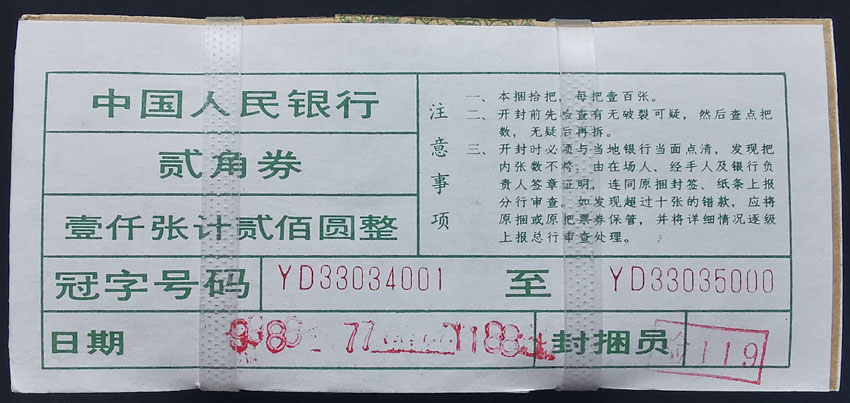 中国人民银行
贰角券
壹仟张计贰佰圆整
注意事项
一、本捆拾把，每把壹百张。
二、开封前先检查有无破裂可疑，然后查点把
数，无疑后再拆。
三、开封时必须与当地银行当面点清，发现把
内张数不符，由在场人、经手人及银行负
责人签章证明，连同原捆封签、纸条上报
分行审查，如发现超过十张的错款，应将
原捆或原把票券保管，并将详细情况逐级
上报总行审查处理。
冠字号码 YD33034001 至 YD33035000
日期 封捆员 119